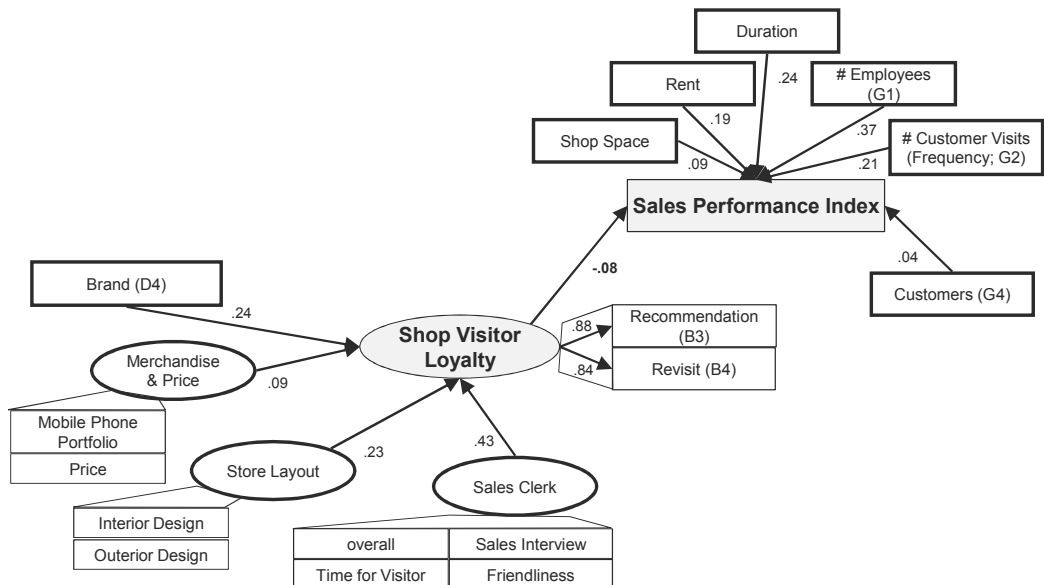 Duration
.24
Rent
# Employees
(G1)
.19
.37
Shop Space
# Customer Visits
(Frequency; G2)
.09
.21
Sales Performance Index
-.08
.04
Brand (D4)
Customers (G4)
.24
Shop Visitor
Loyalty
.88
Recommendation
(B3)
.84
Revisit (B4)
Merchandise
& Price
.09
Mobile Phone
Portfolio
Price
Store Layout
.23
.43
Sales Clerk
Interior Design
Outerior Design
overall
Sales Interview
Time for Visitor
Friendliness